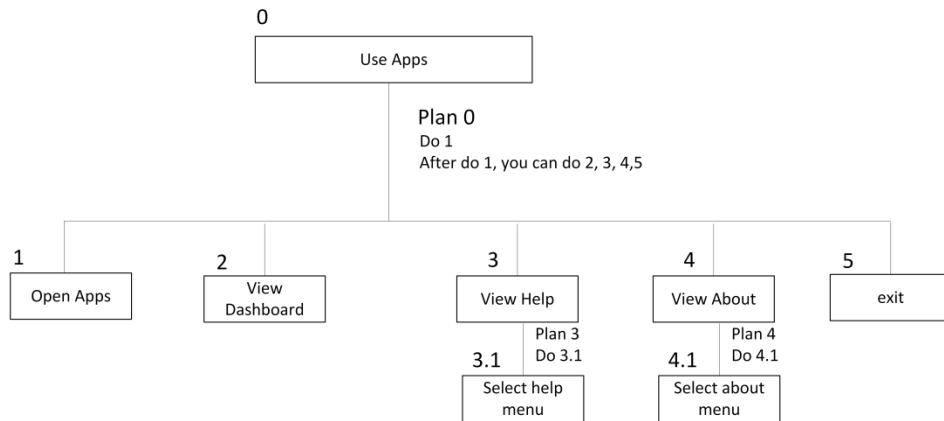 0
Use Apps
Plan 0
Do 1
After do 1, you can do 2, 3, 4,5
1
Open Apps
2
View
Dashboard
3
View Help
4
View About
5
exit
Plan 3
Do 3.1
3.1
Select help
menu
Plan 4
Do 4.1
4.1
Select about
menu